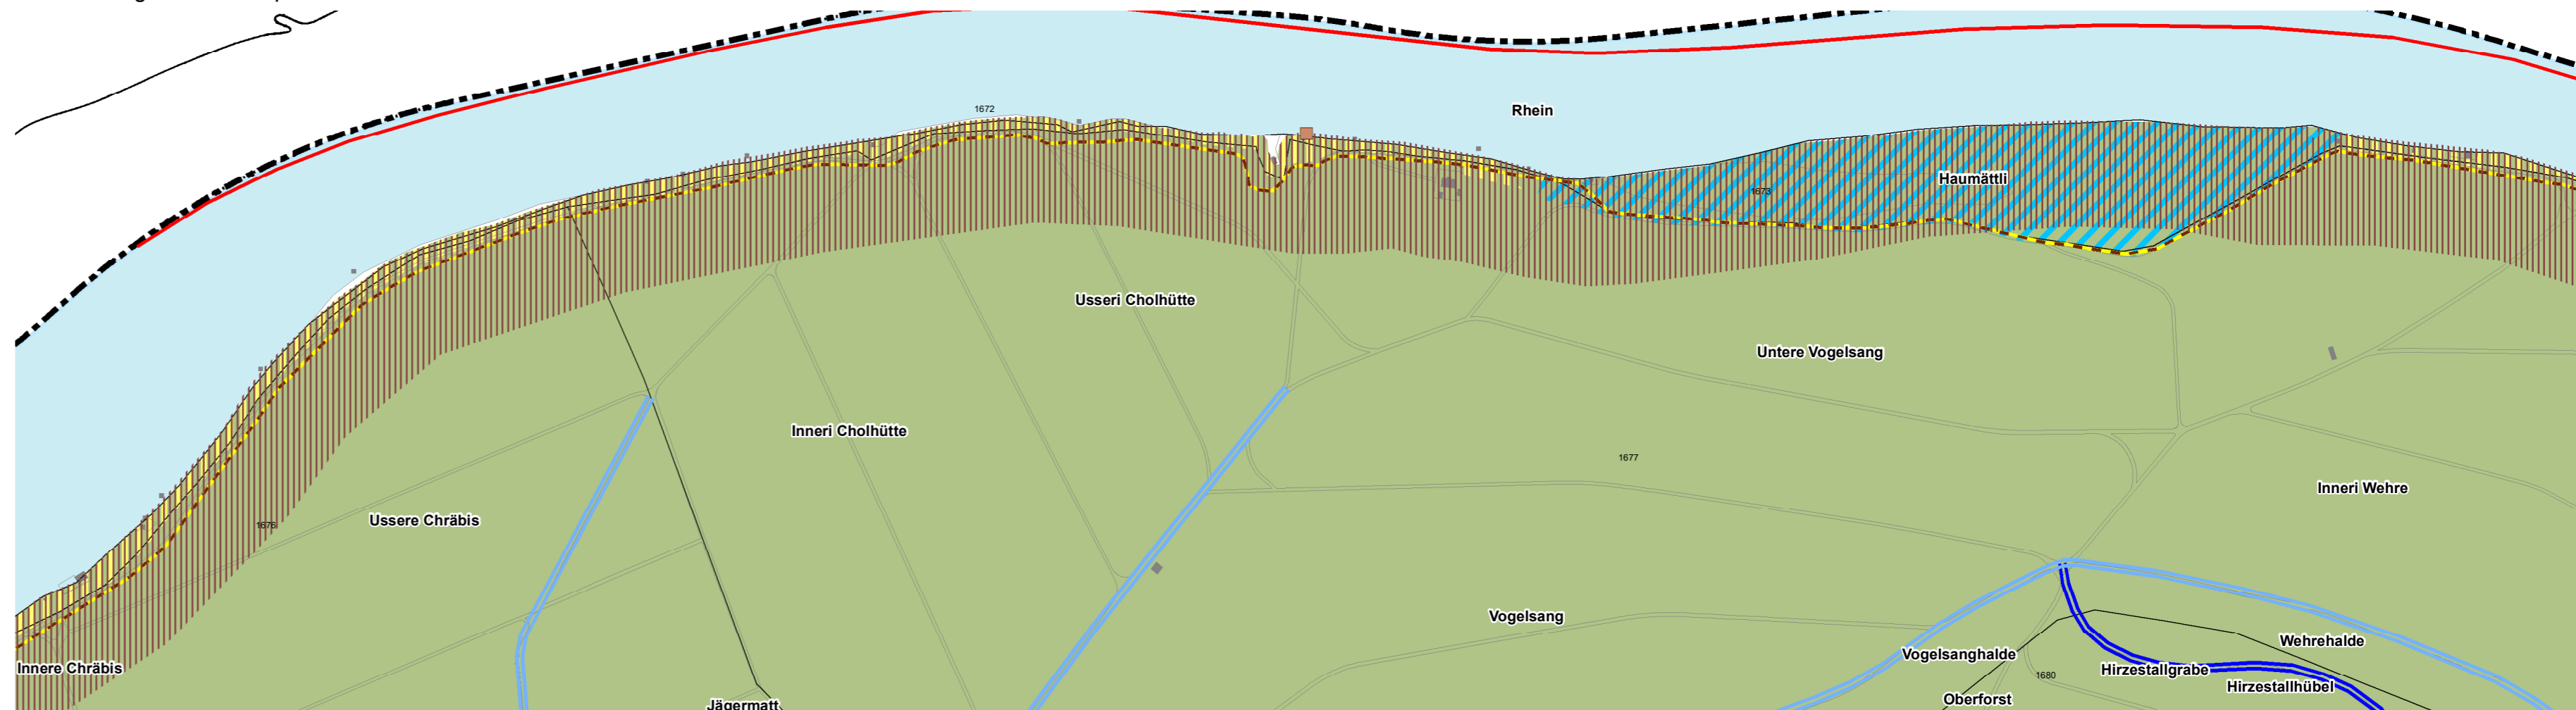 1672
Rhein
Haumättli
1673
Usseri Cholhütte
Untere Vogelsang
Inneri Cholhütte
1677
Inneri Wehre
Ussere Chräbis
1676
Vogelsang
Wehrehalde
Vogelsanghalde
Innere Chräbis
Hirzestallgrabe
1680
Hirzestallhübel
Oberforst
Jägermatt